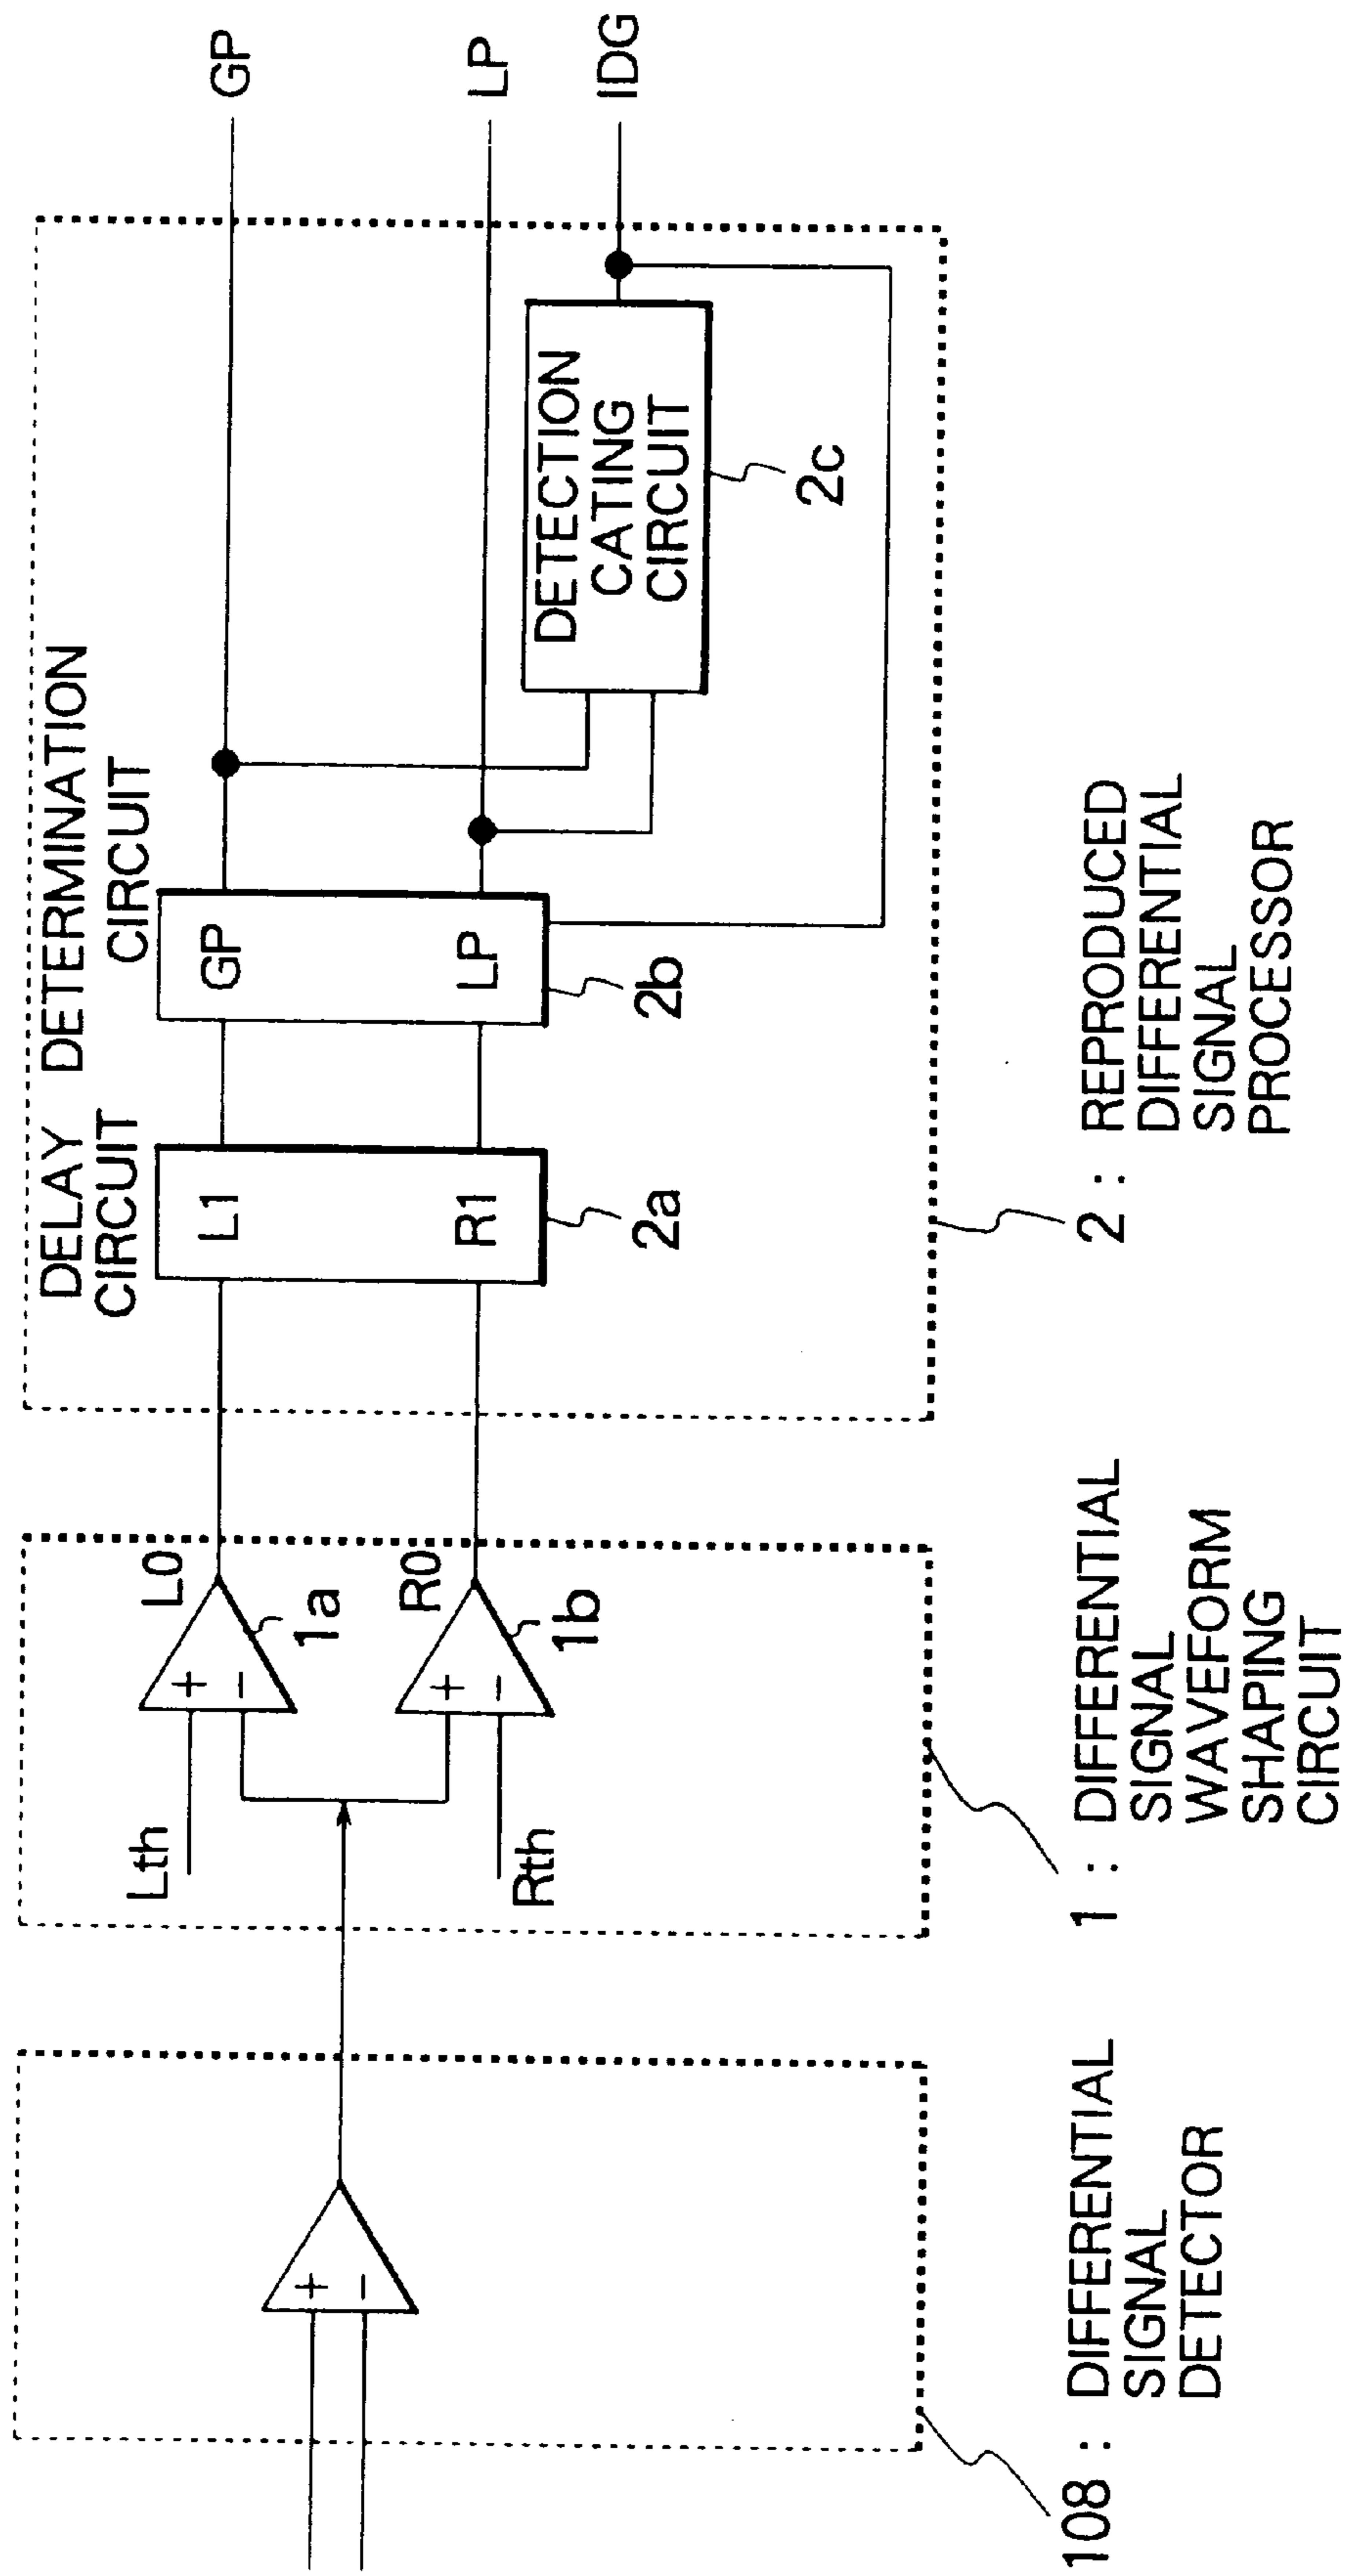 GP
LP
IDG
DELAY DETERMINATION
CIRCUIT
CIRCUIT
L1
R1
2a
GP
LP
2b
DETECTION
CATING
CIRCUIT
2c
Lth
Rth
+
−
L0
1a
+
−
R0
1b
+
−
108 : DIFFERENTIAL
SIGNAL
DETECTOR
1 : DIFFERENTIAL
SIGNAL
WAVEFORM
SHAPING
CIRCUIT
2 : REPRODUCED
DIFFERENTIAL
SIGNAL
PROCESSOR